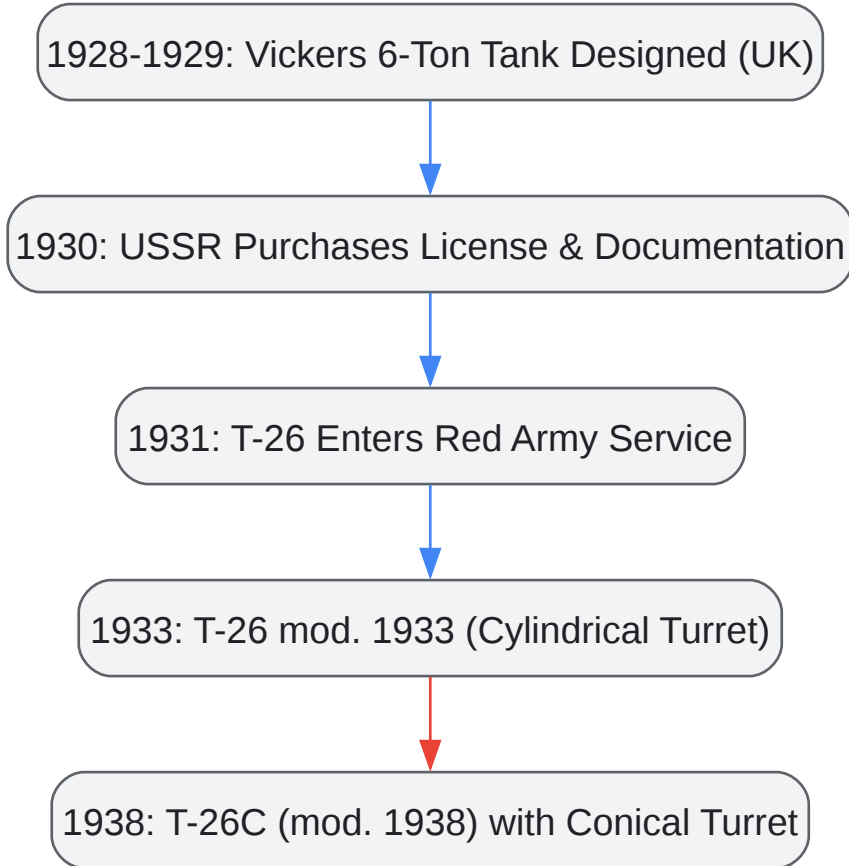 1928-1929: Vickers 6-Ton Tank Designed (UK)
1930: USSR Purchases License & Documentation
1931: T-26 Enters Red Army Service
1933: T-26 mod. 1933 (Cylindrical Turret)
1938: T-26C (mod. 1938) with Conical Turret